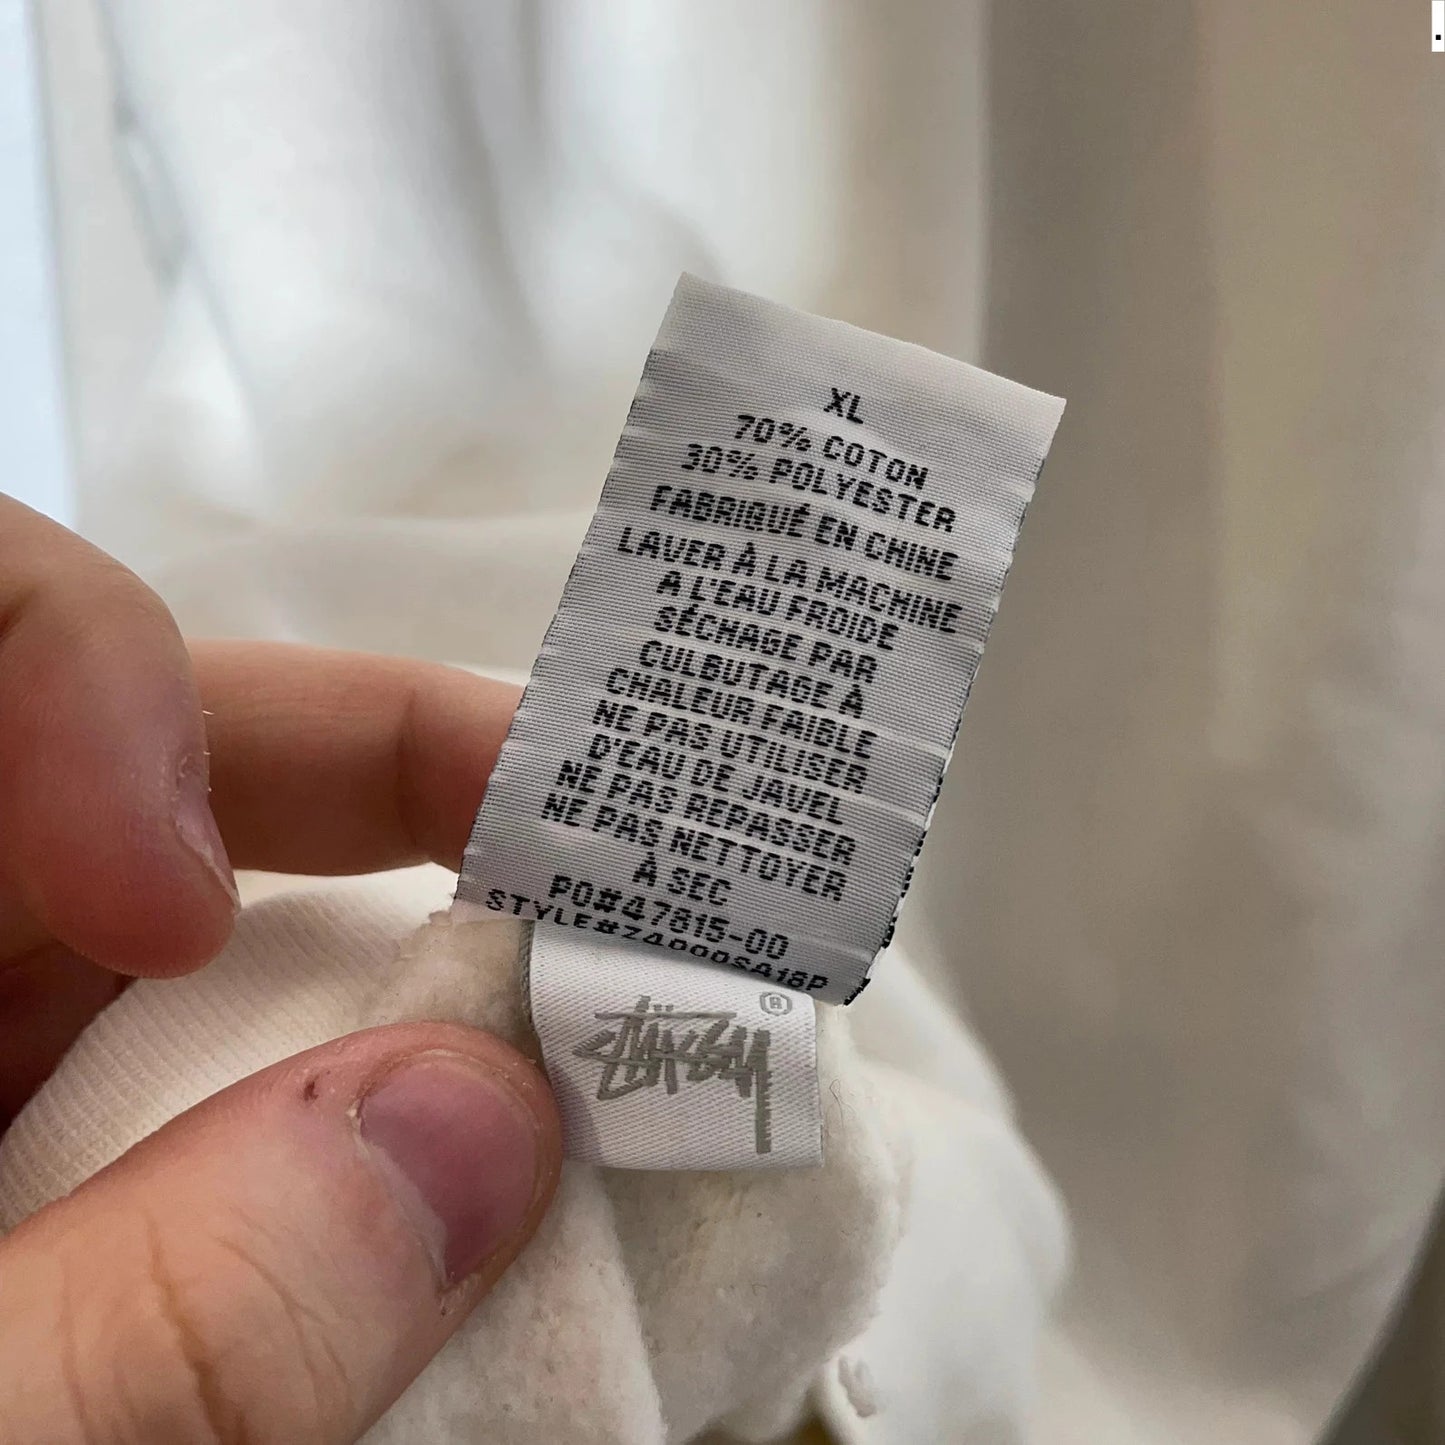 XL
70% COTON
30% POLYESTER
FABRIQUÉ EN CHINE
LAVER À LA MACHINE
A L'EAU FROIDE
SÉCHAGE PAR
CULBUTAGE À
CHALEUR FAIBLE
NE PAS UTILISER
D'EAU DE JAVEL
NE PAS REPASSER
NE PAS NETTOYER
À SEC
PO#47815-00
®
Stüssy
.